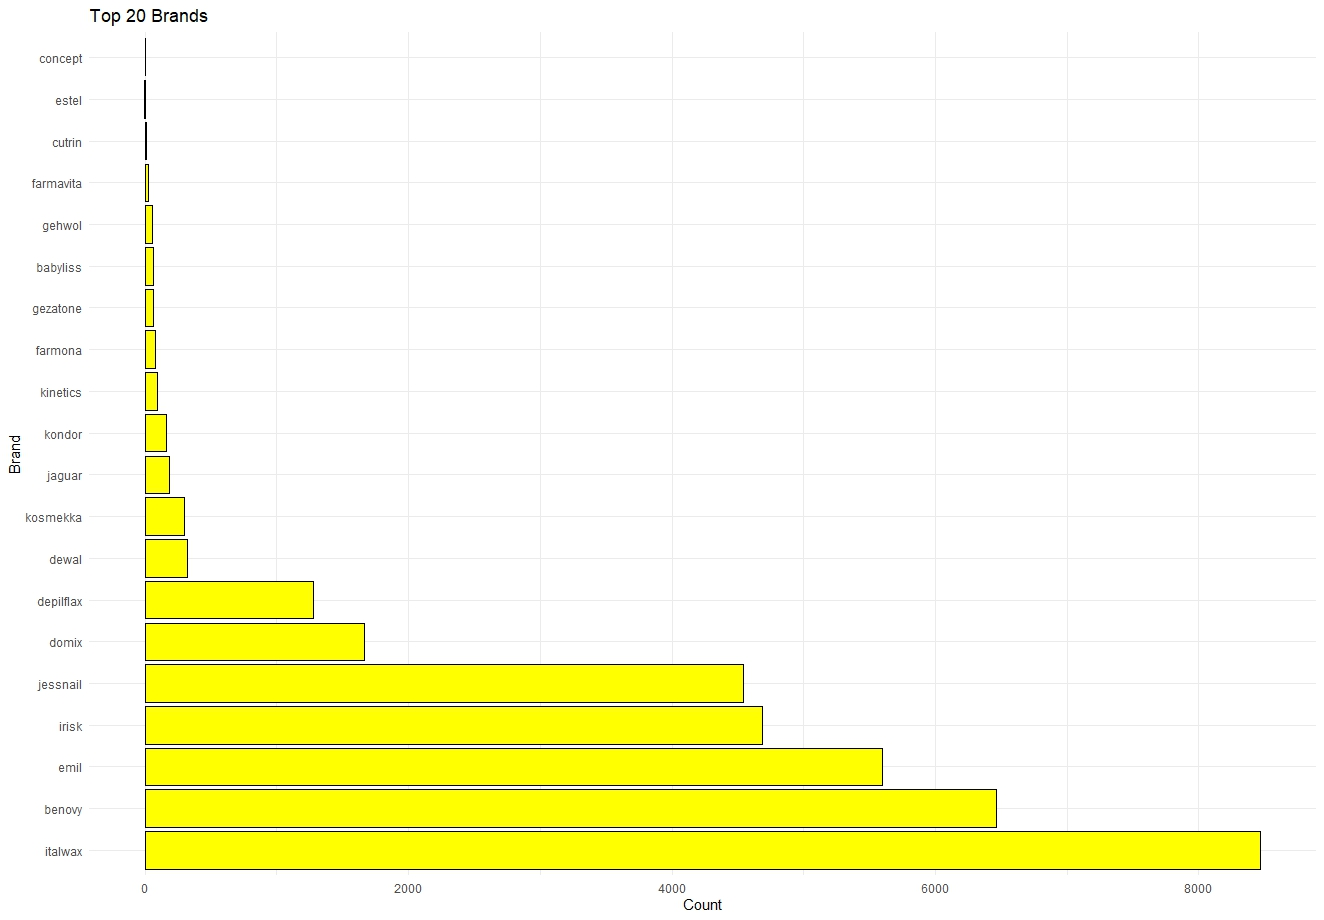 Top 20 Brands
concept
estel
cutrin
farmavita
gehwol
babyliss
gezatone
farmona
kinetics
kondor
jaguar
kosmekka
dewal
depilflax
domix
jessnail
irisk
emil
benovy
italwax
Brand
0 2000 4000 6000 8000
Count